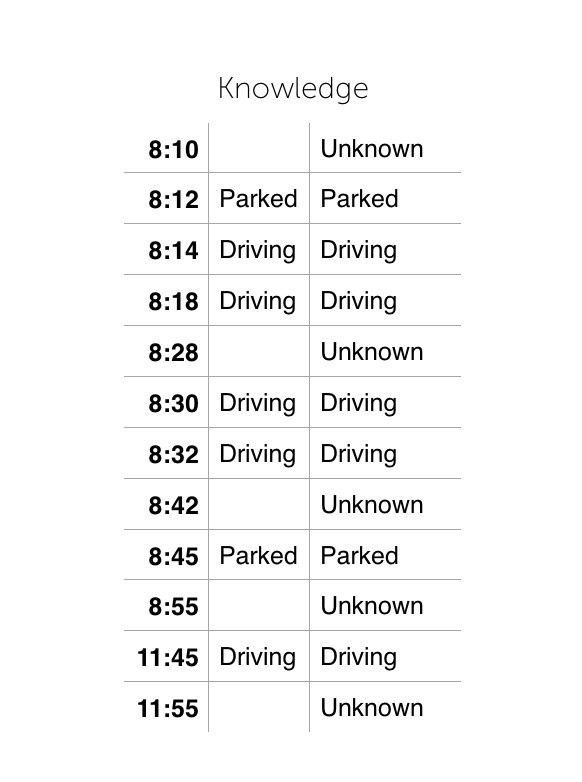 Knowledge
8:10 Unknown
8:12 Parked Parked
8:14 Driving Driving
8:18 Driving Driving
8:28 Unknown
8:30 Driving Driving
8:32 Driving Driving
8:42 Unknown
8:45 Parked Parked
8:55 Unknown
11:45 Driving Driving
11:55 Unknown